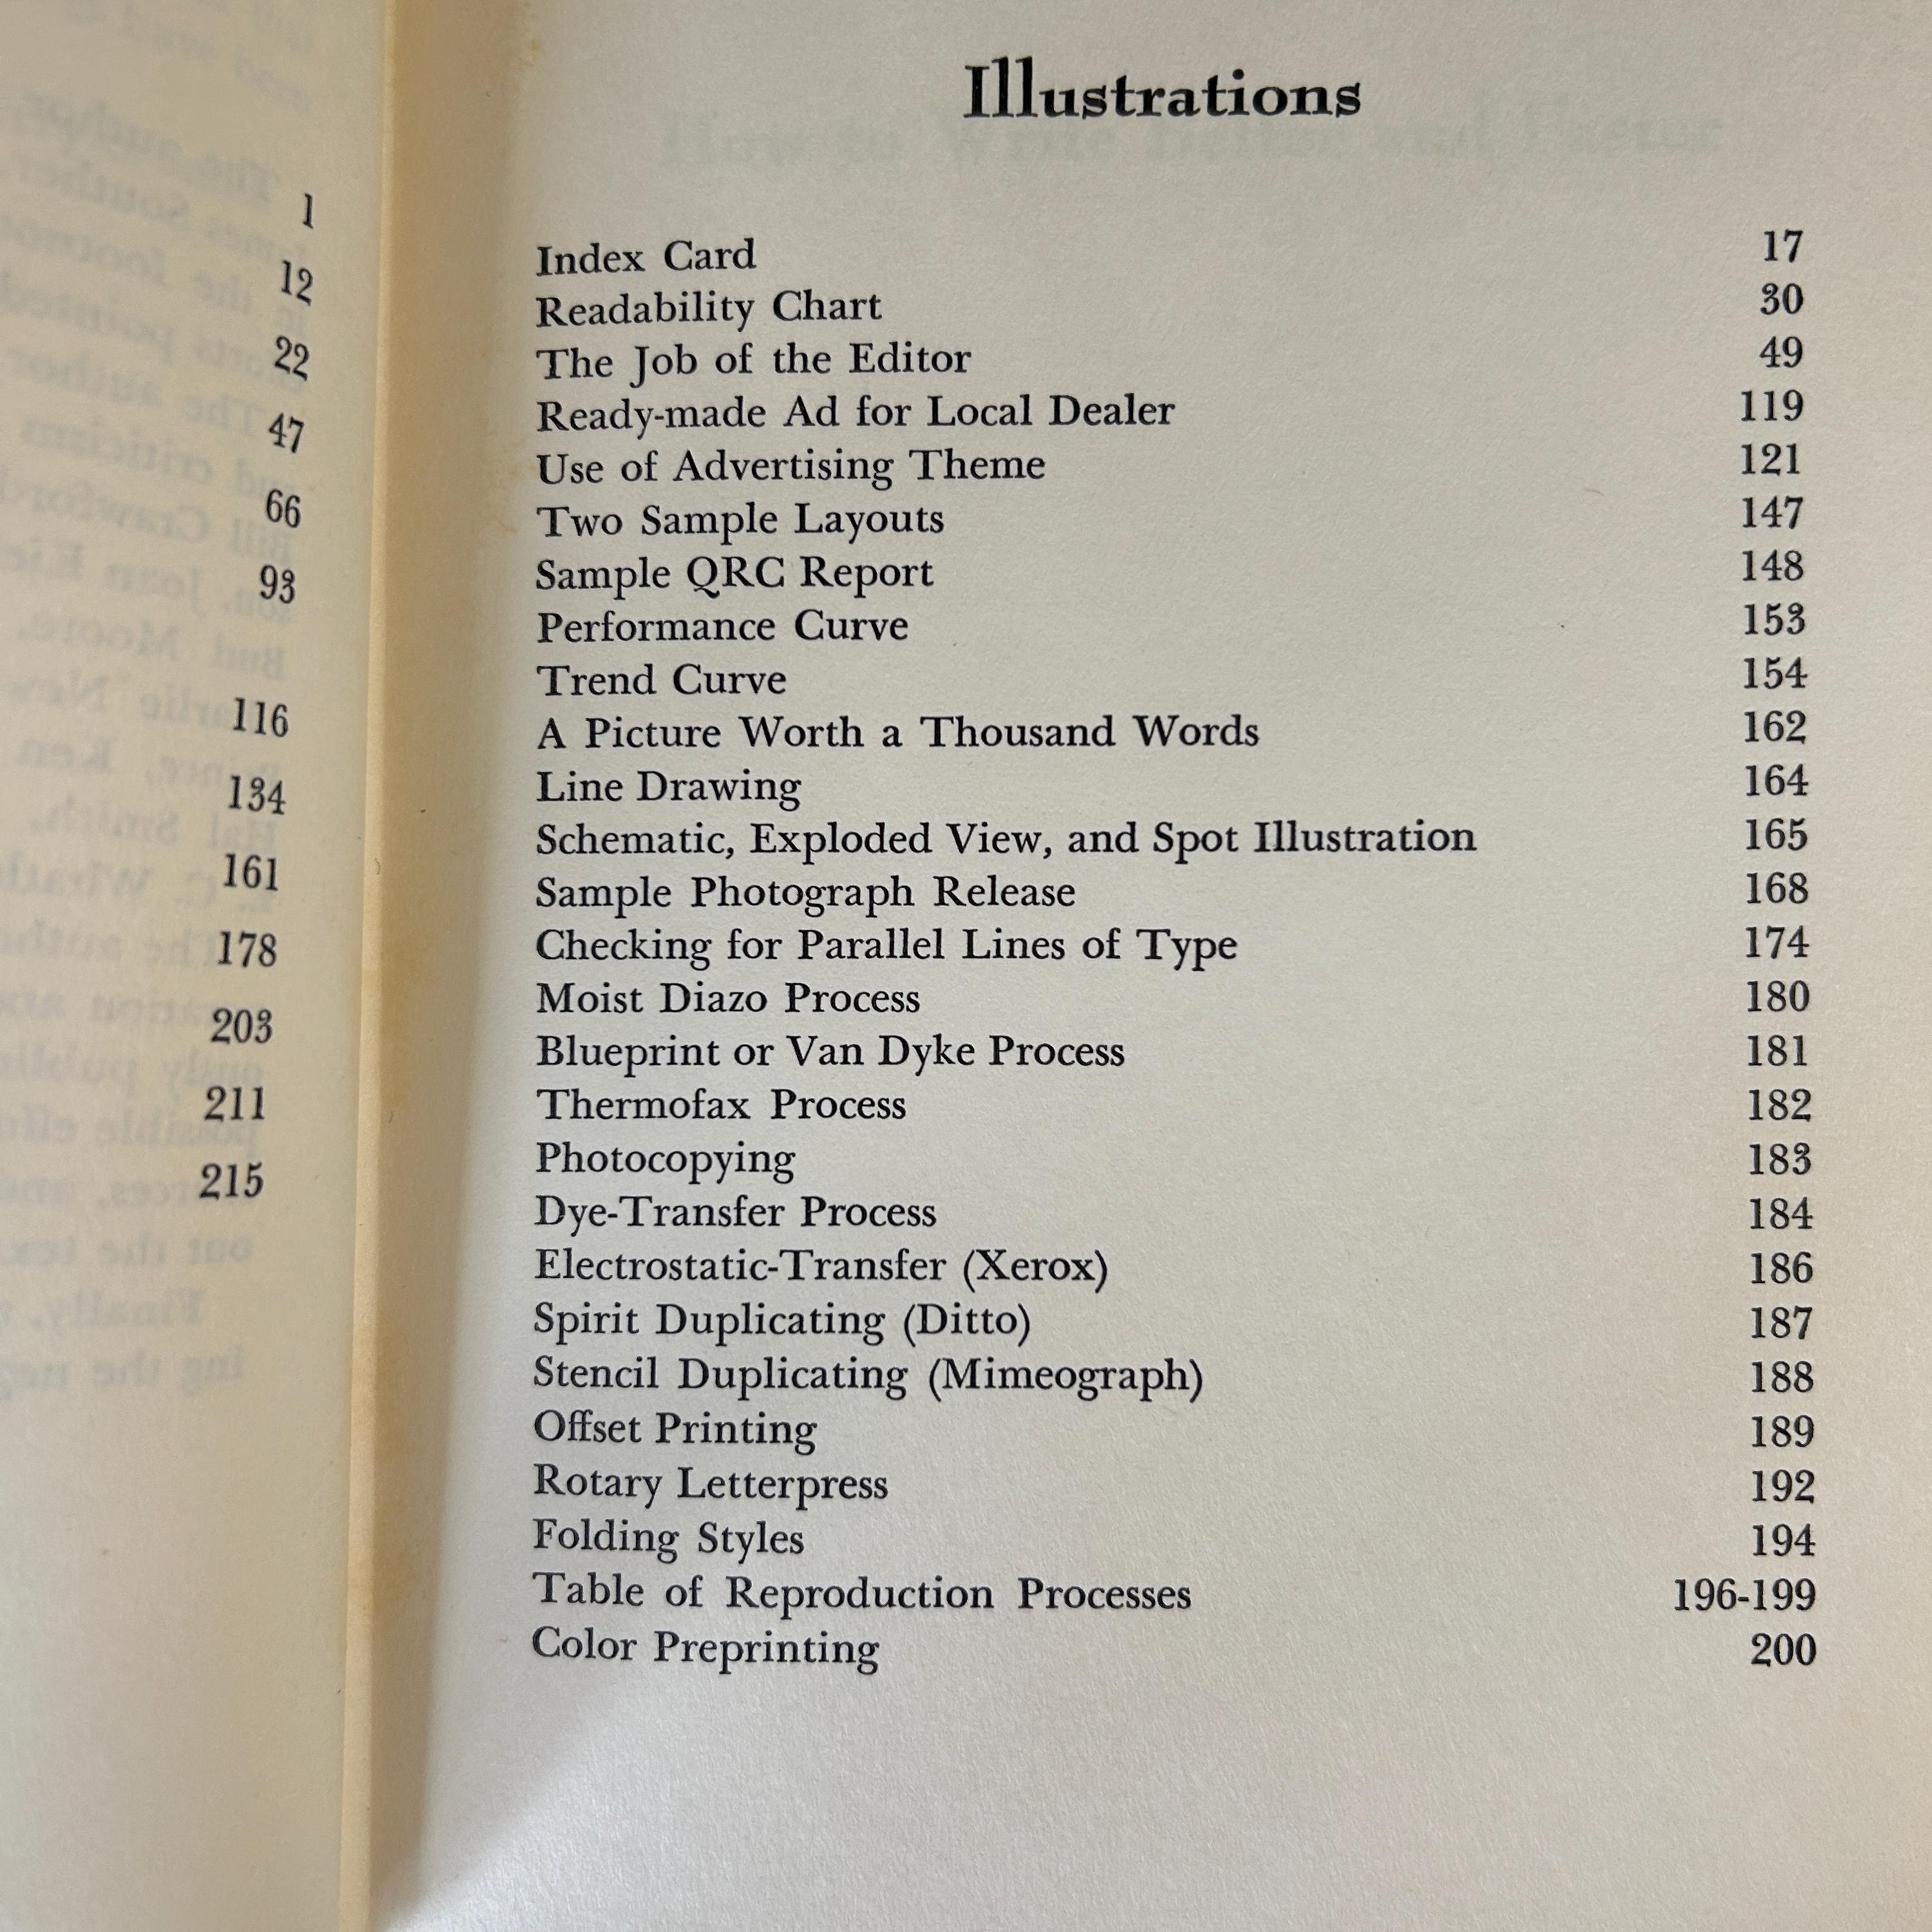 1
12
22
47
66
93
116
134
161
178
203
211
215
Illustrations
Index Card 17
Readability Chart 30
The Job of the Editor 49
Ready-made Ad for Local Dealer 119
Use of Advertising Theme 121
Two Sample Layouts 147
Sample QRC Report 148
Performance Curve 153
Trend Curve 154
A Picture Worth a Thousand Words 162
Line Drawing 164
Schematic, Exploded View, and Spot Illustration 165
Sample Photograph Release 168
Checking for Parallel Lines of Type 174
Moist Diazo Process 180
Blueprint or Van Dyke Process 181
Thermofax Process 182
Photocopying 183
Dye-Transfer Process 184
Electrostatic-Transfer (Xerox) 186
Spirit Duplicating (Ditto) 187
Stencil Duplicating (Mimeograph) 188
Offset Printing 189
Rotary Letterpress 192
Folding Styles 194
Table of Reproduction Processes 196-199
Color Preprinting 200